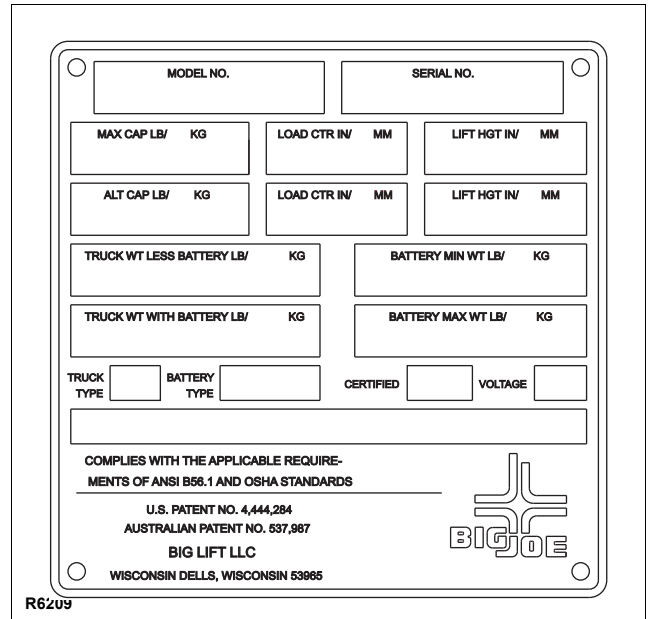 MODEL NO. SERIAL NO.
MAX CAP LB/ KG LOAD CTR IN/ MM LIFT HGT IN/ MM
ALT CAP LB/ KG LOAD CTR IN/ MM LIFT HGT IN/ MM
TRUCK WT LESS BATTERY LB/ KG BATTERY MIN WT LB/ KG
TRUCK WT WITH BATTERY LB/ KG BATTERY MAX WT LB/ KG
TRUCK TYPE BATTERY TYPE CERTIFIED VOLTAGE
COMPLIES WITH THE APPLICABLE REQUIRE-
MENTS OF ANSI B56.1 AND OSHA STANDARDS
U.S. PATENT NO. 4,444,284
AUSTRALIAN PATENT NO. 537,987
BIG LIFT LLC
WISCONSIN DELLS, WISCONSIN 53965
BIG JOE
R6209